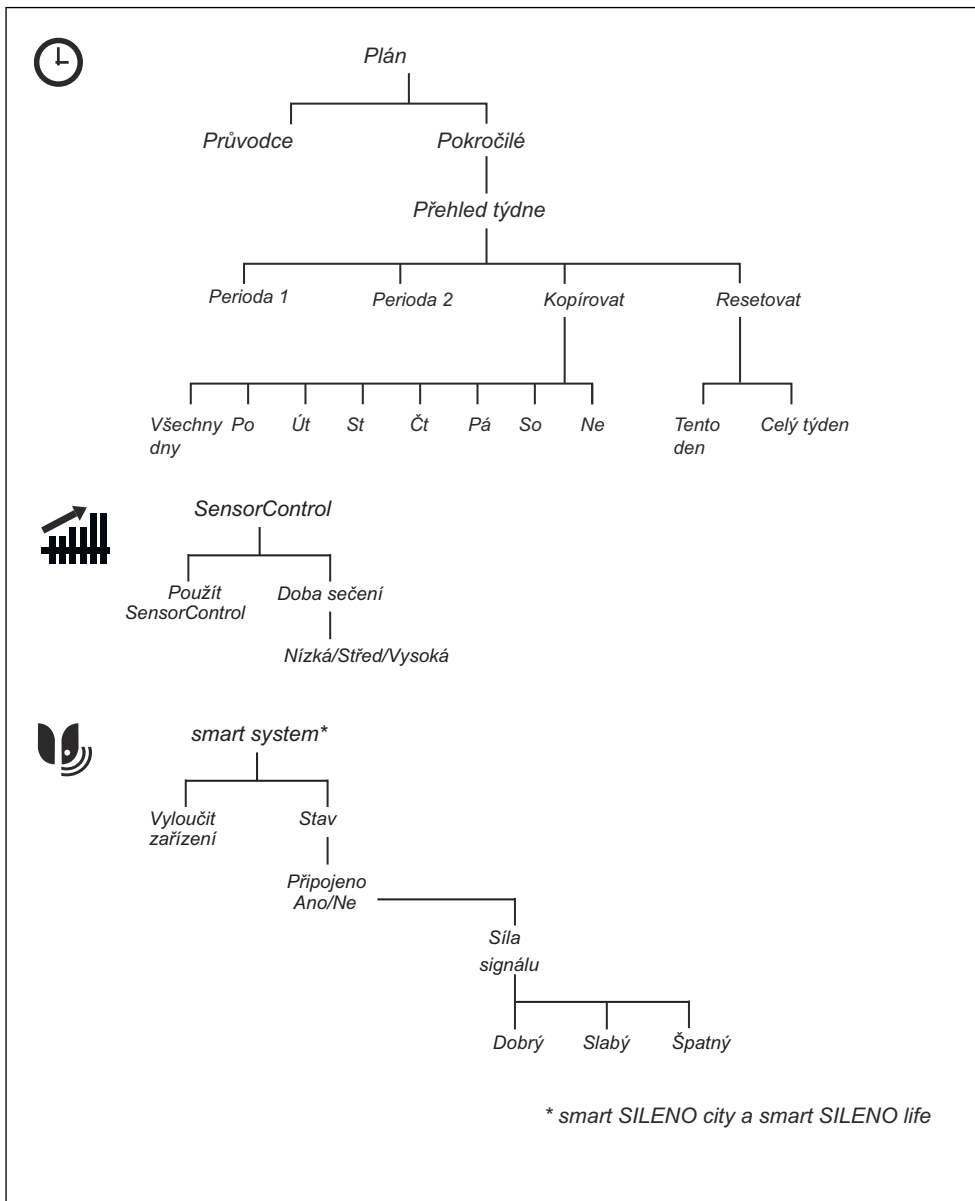 Plán
Průvodce
Pokročilé
Přehled týdne
Perioda 1
Perioda 2
Kopírovat
Resetovat
Všechny
dny
Po
Út
St
Čt
Pá
So
Ne
Tento
den
Celý týden
SensorControl
Použít
SensorControl
Doba sečení
Nízká/Střed/Vysoká
smart system*
Vyloučit
zařízení
Stav
Připojeno
Ano/Ne
Síla
signálu
Dobrý
Slabý
Špatný
* smart SILENO city a smart SILENO life